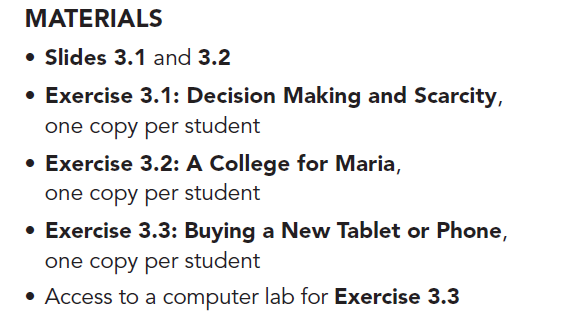 MATERIALS
• Slides 3.1 and 3.2
• Exercise 3.1: Decision Making and Scarcity,
one copy per student
• Exercise 3.2: A College for Maria,
one copy per student
• Exercise 3.3: Buying a New Tablet or Phone,
one copy per student
• Access to a computer lab for Exercise 3.3